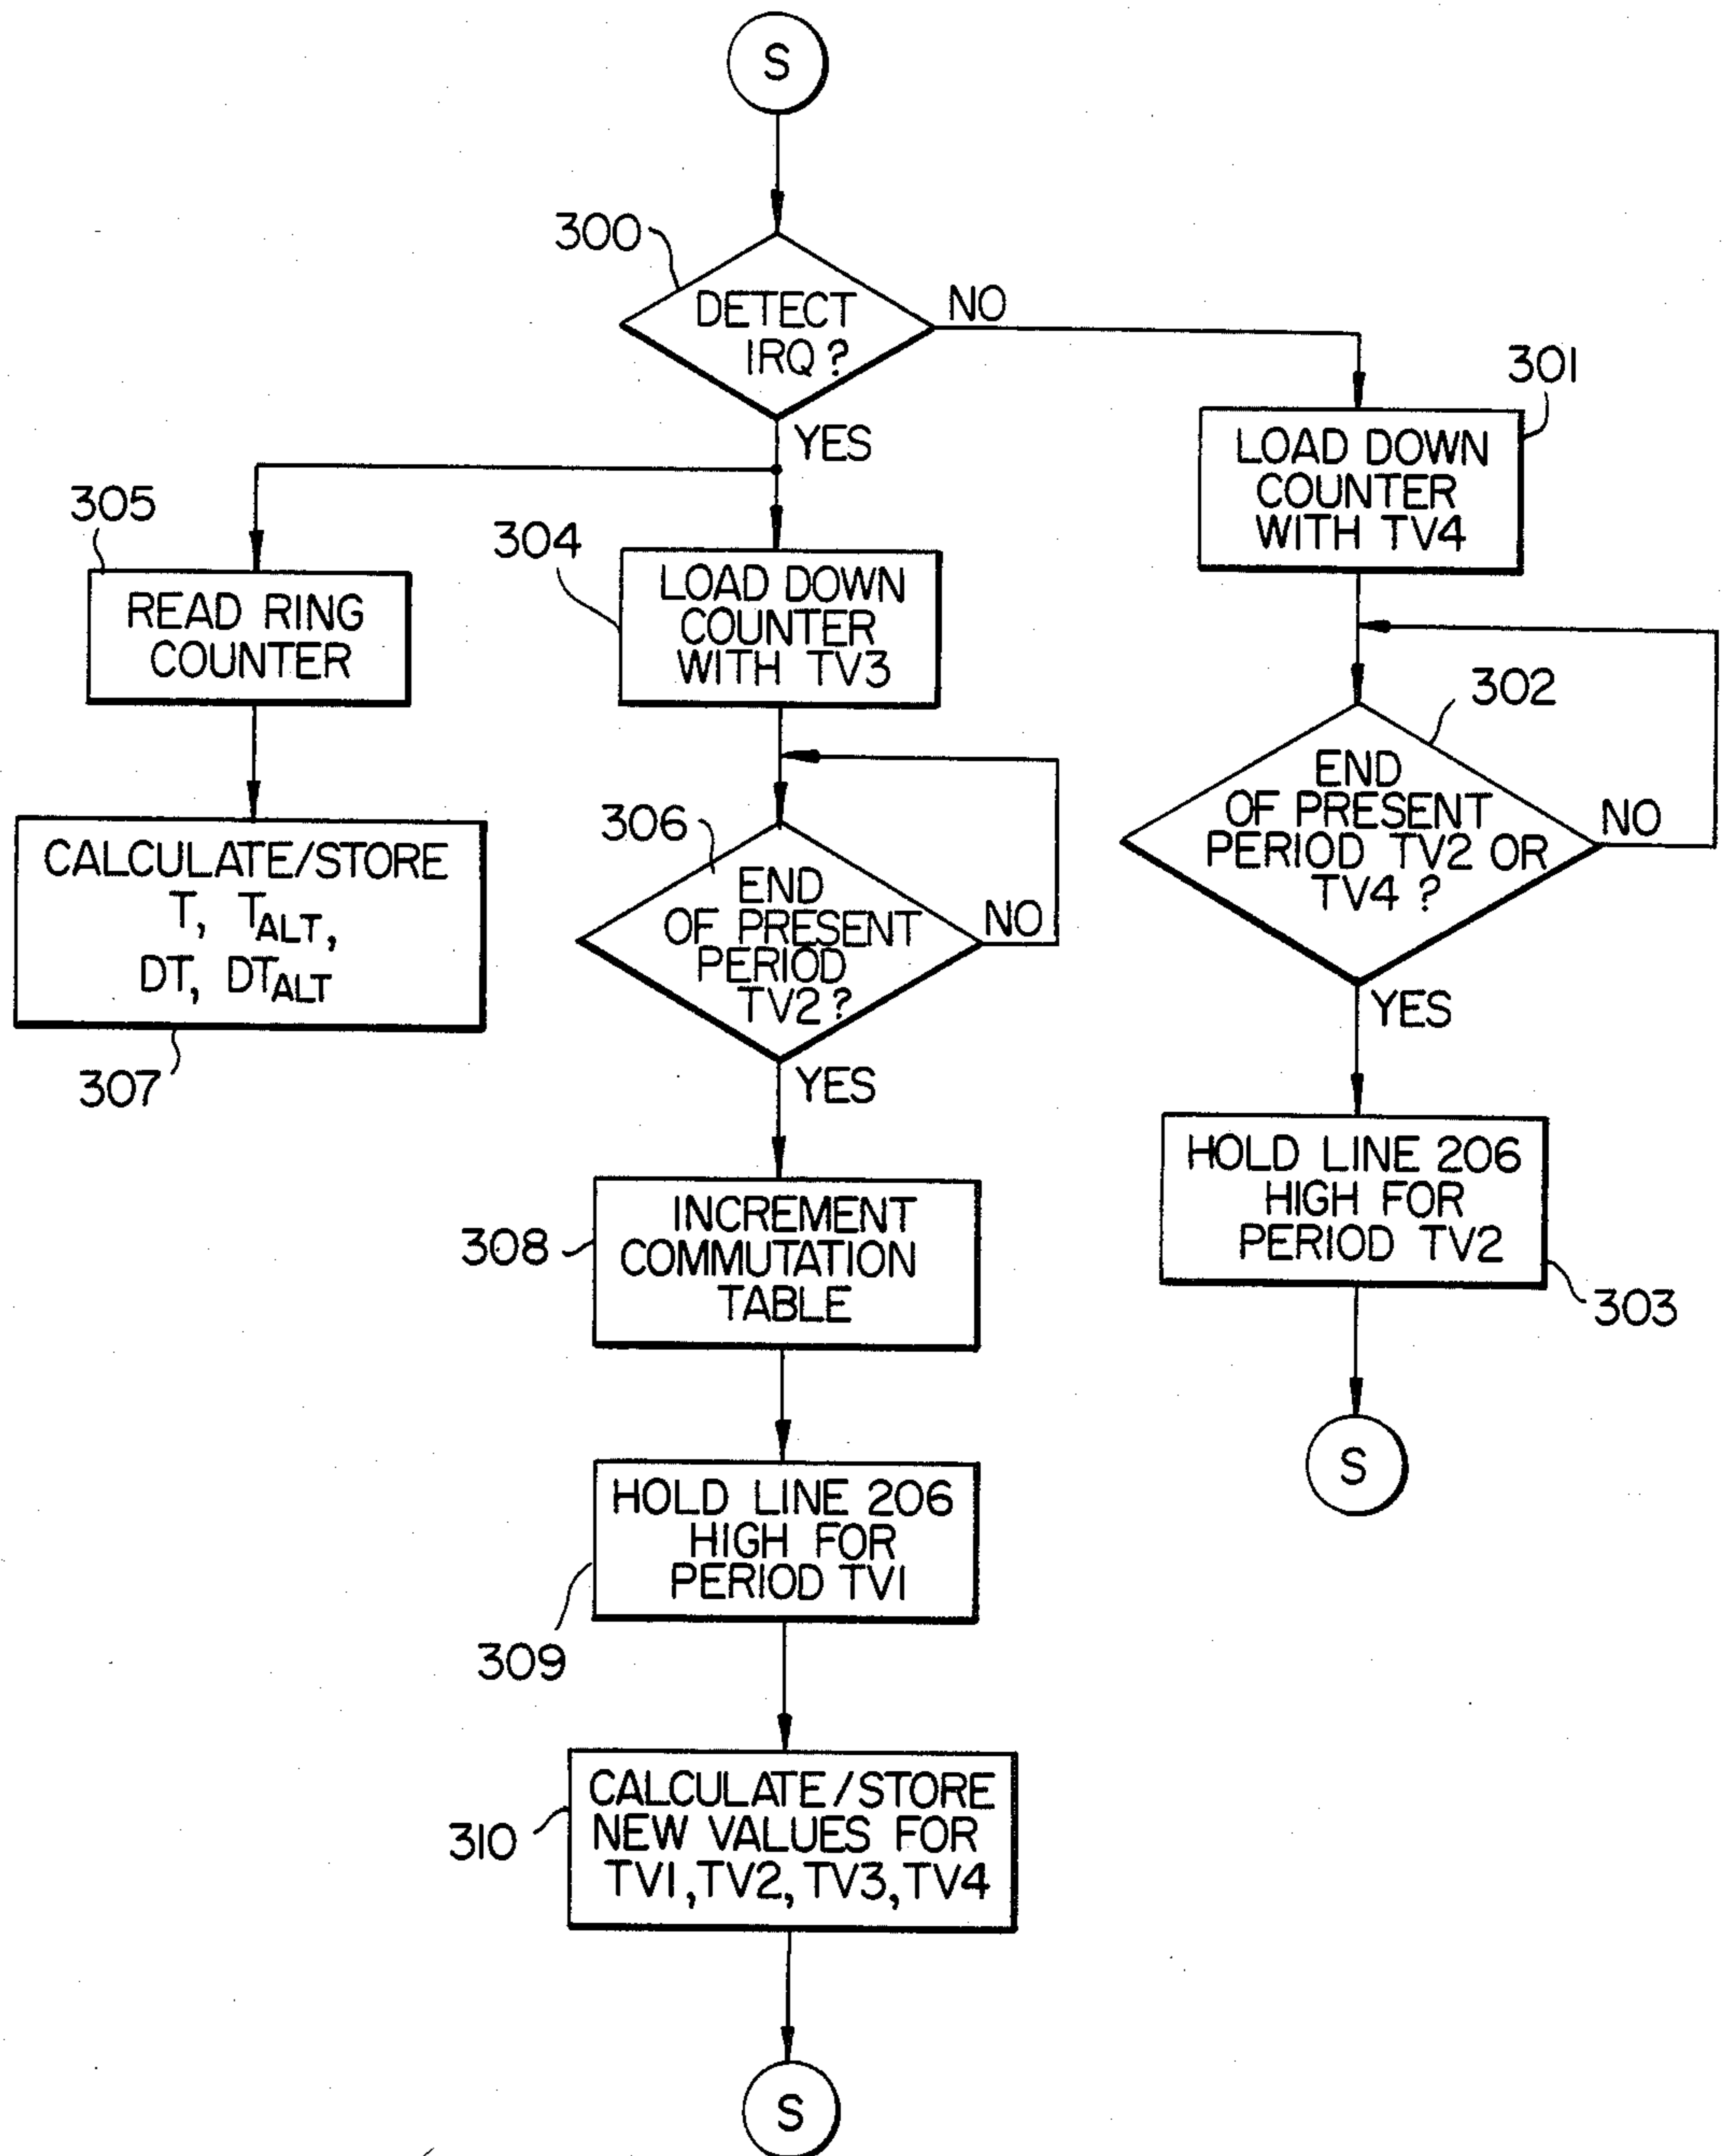 S
300
DETECT
IRQ?
NO
YES
301
LOAD DOWN
COUNTER
WITH TV4
305
READ RING
COUNTER
304
LOAD DOWN
COUNTER
WITH TV3
302
END
OF PRESENT
PERIOD TV2 OR
TV4?
NO
YES
CALCULATE/STORE
T, TALT,
DT, DTALT
307
306
END
OF PRESENT
PERIOD
TV2?
NO
YES
HOLD LINE 206
HIGH FOR
PERIOD TV2
303
S
308
INCREMENT
COMMUTATION
TABLE
HOLD LINE 206
HIGH FOR
PERIOD TV1
309
310
CALCULATE/STORE
NEW VALUES FOR
TV1, TV2, TV3, TV4
S